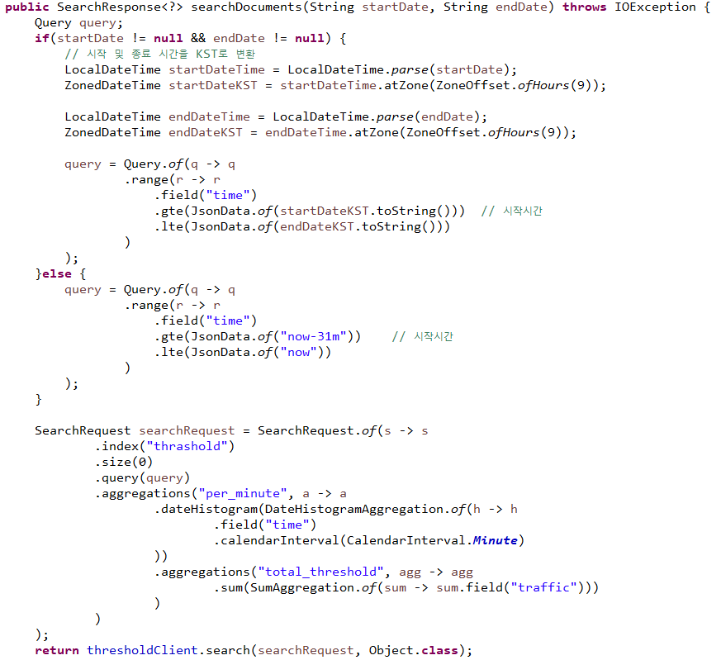 public SearchResponse<?> searchDocuments(String startDate, String endDate) throws IOException {
    Query query;
    if(startDate != null && endDate != null) {
        // 시작 및 종료 시간을 KST로 변환
        LocalDateTime startDateTime = LocalDateTime.parse(startDate);
        ZonedDateTime startDateKST = startDateTime.atZone(ZoneOffset.ofHours(9));

        LocalDateTime endDateTime = LocalDateTime.parse(endDate);
        ZonedDateTime endDateKST = endDateTime.atZone(ZoneOffset.ofHours(9));

        query = Query.of(q -> q
                .range(r -> r
                    .field("time")
                    .gte(JsonData.of(startDateKST.toString()))  // 시작시간
                    .lte(JsonData.of(endDateKST.toString()))
                )
        );
    }else {
        query = Query.of(q -> q
                .range(r -> r
                    .field("time")
                    .gte(JsonData.of("now-31m"))    // 시작시간
                    .lte(JsonData.of("now"))
                )
        );
    }

    SearchRequest searchRequest = SearchRequest.of(s -> s
            .index("thrashold")
            .size(0)
            .query(query)
            .aggregations("per_minute", a -> a
                    .dateHistogram(DateHistogramAggregation.of(h -> h
                            .field("time")
                            .calendarInterval(CalendarInterval.Minute)
                    ))
                    .aggregations("total_threshold", agg -> agg
                            .sum(SumAggregation.of(sum -> sum.field("traffic")))
                    )
            )
    );
    return thresholdClient.search(searchRequest, Object.class);